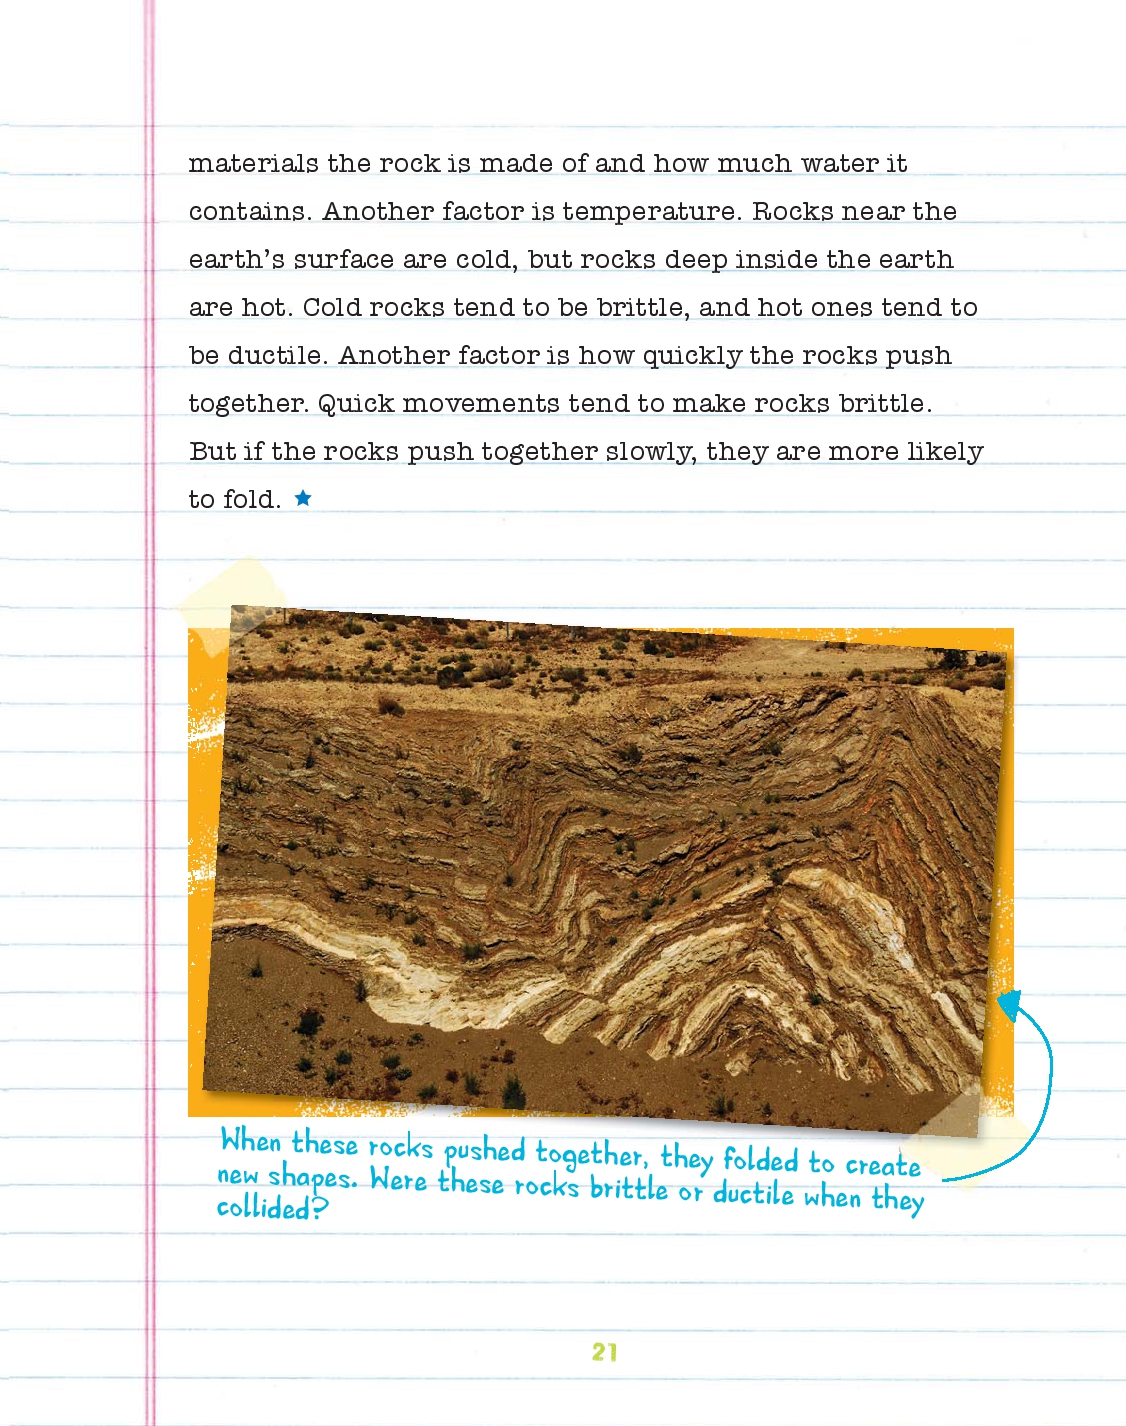 materials the rock is made of and how much water it
contains. Another factor is temperature. Rocks near the
earth’s surface are cold, but rocks deep inside the earth
are hot. Cold rocks tend to be brittle, and hot ones tend to
be ductile. Another factor is how quickly the rocks push
together. Quick movements tend to make rocks brittle.
But if the rocks push together slowly, they are more likely
to fold. ★
When these rocks pushed together, they folded to create
new shapes. Were these rocks brittle or ductile when they
collided?
21